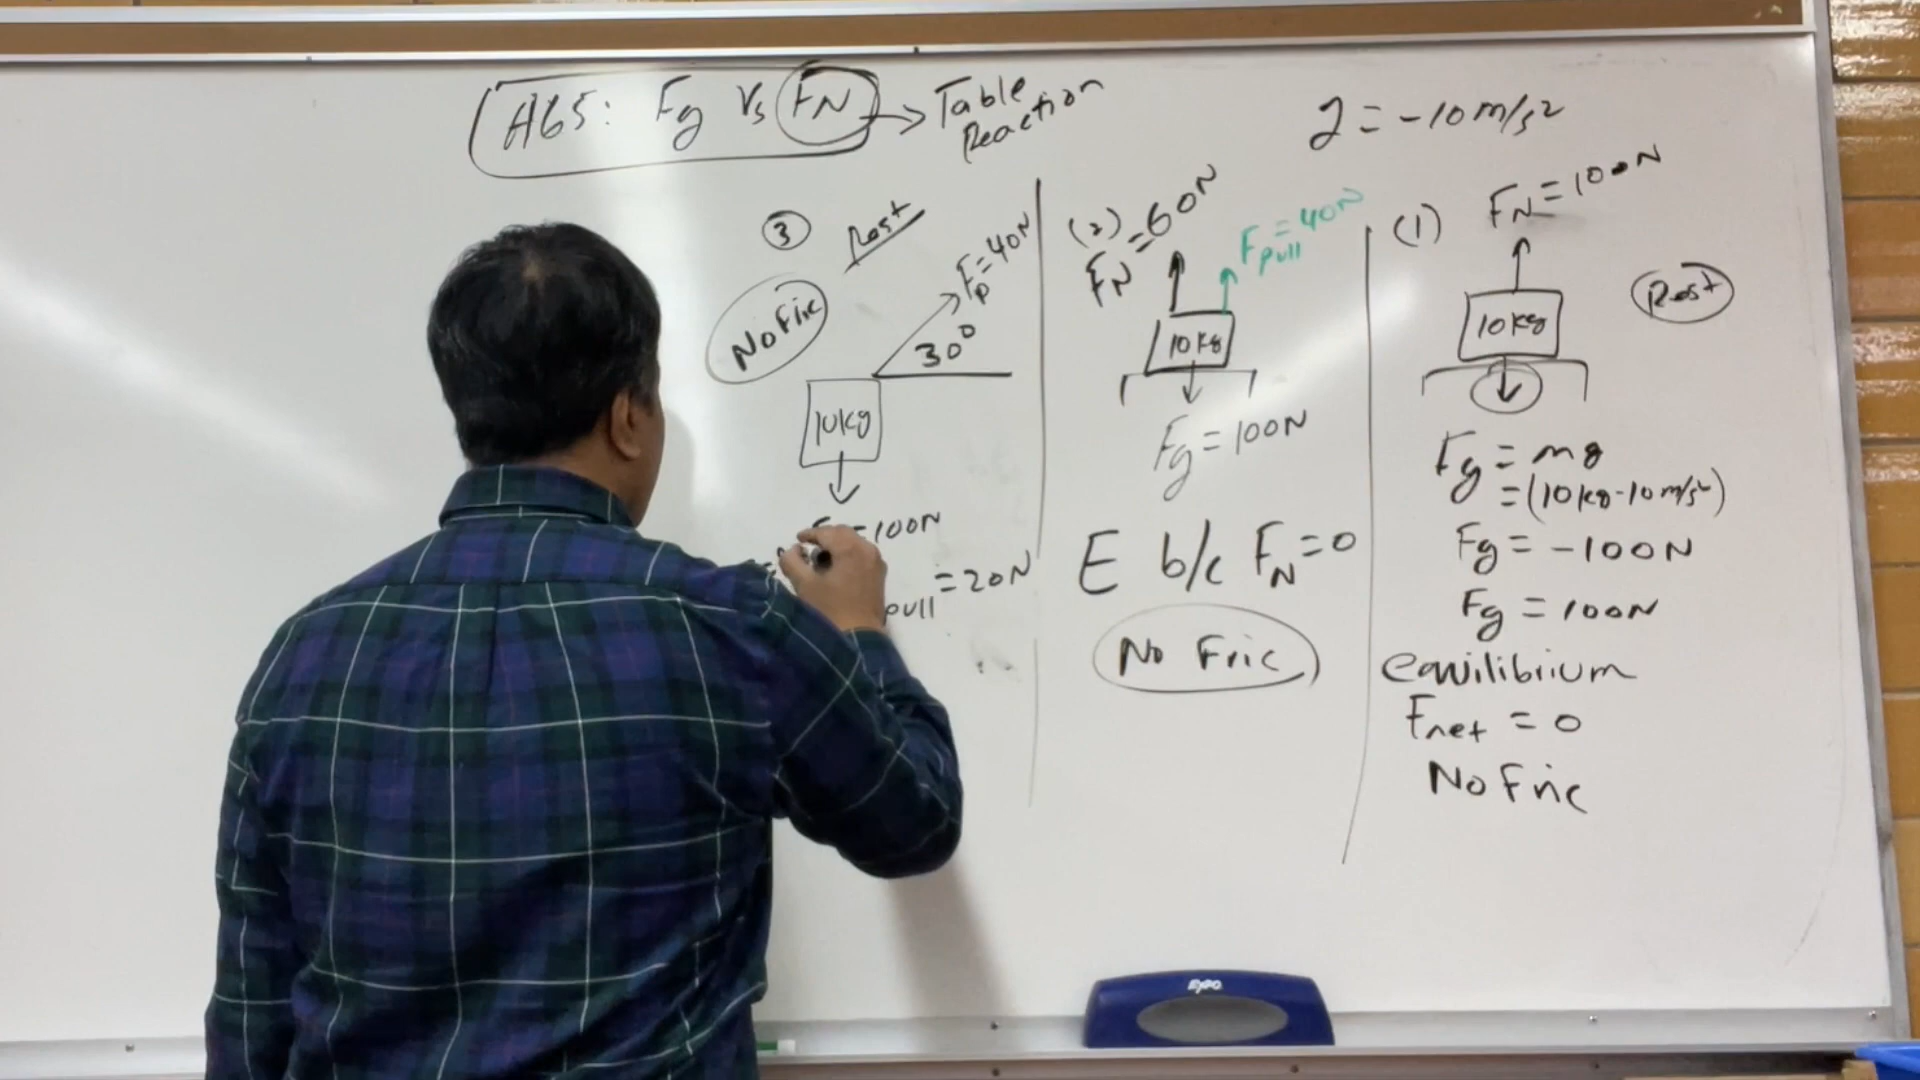 A65: Fg vs FN → Table
Reaction
g = -10m/s²
3
Rest
No Fric
Fp = 40N
30°
10kg
= 100N
pull = 20N
(2)
FN = 60N
Fpull = 40N
10kg
Fg = 100N
E b/c FN = 0
No Fric
(1)
FN = 100N
Rest
10kg
Fg = mg
= (10kg-10m/s²)
Fg = -100N
Fg = 100N
equilibrium
Fnet = 0
No Fric
EXPO